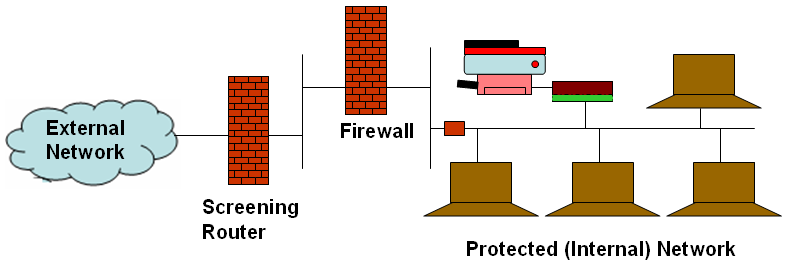 External
Network
Screening
Router
Firewall
Protected (Internal) Network